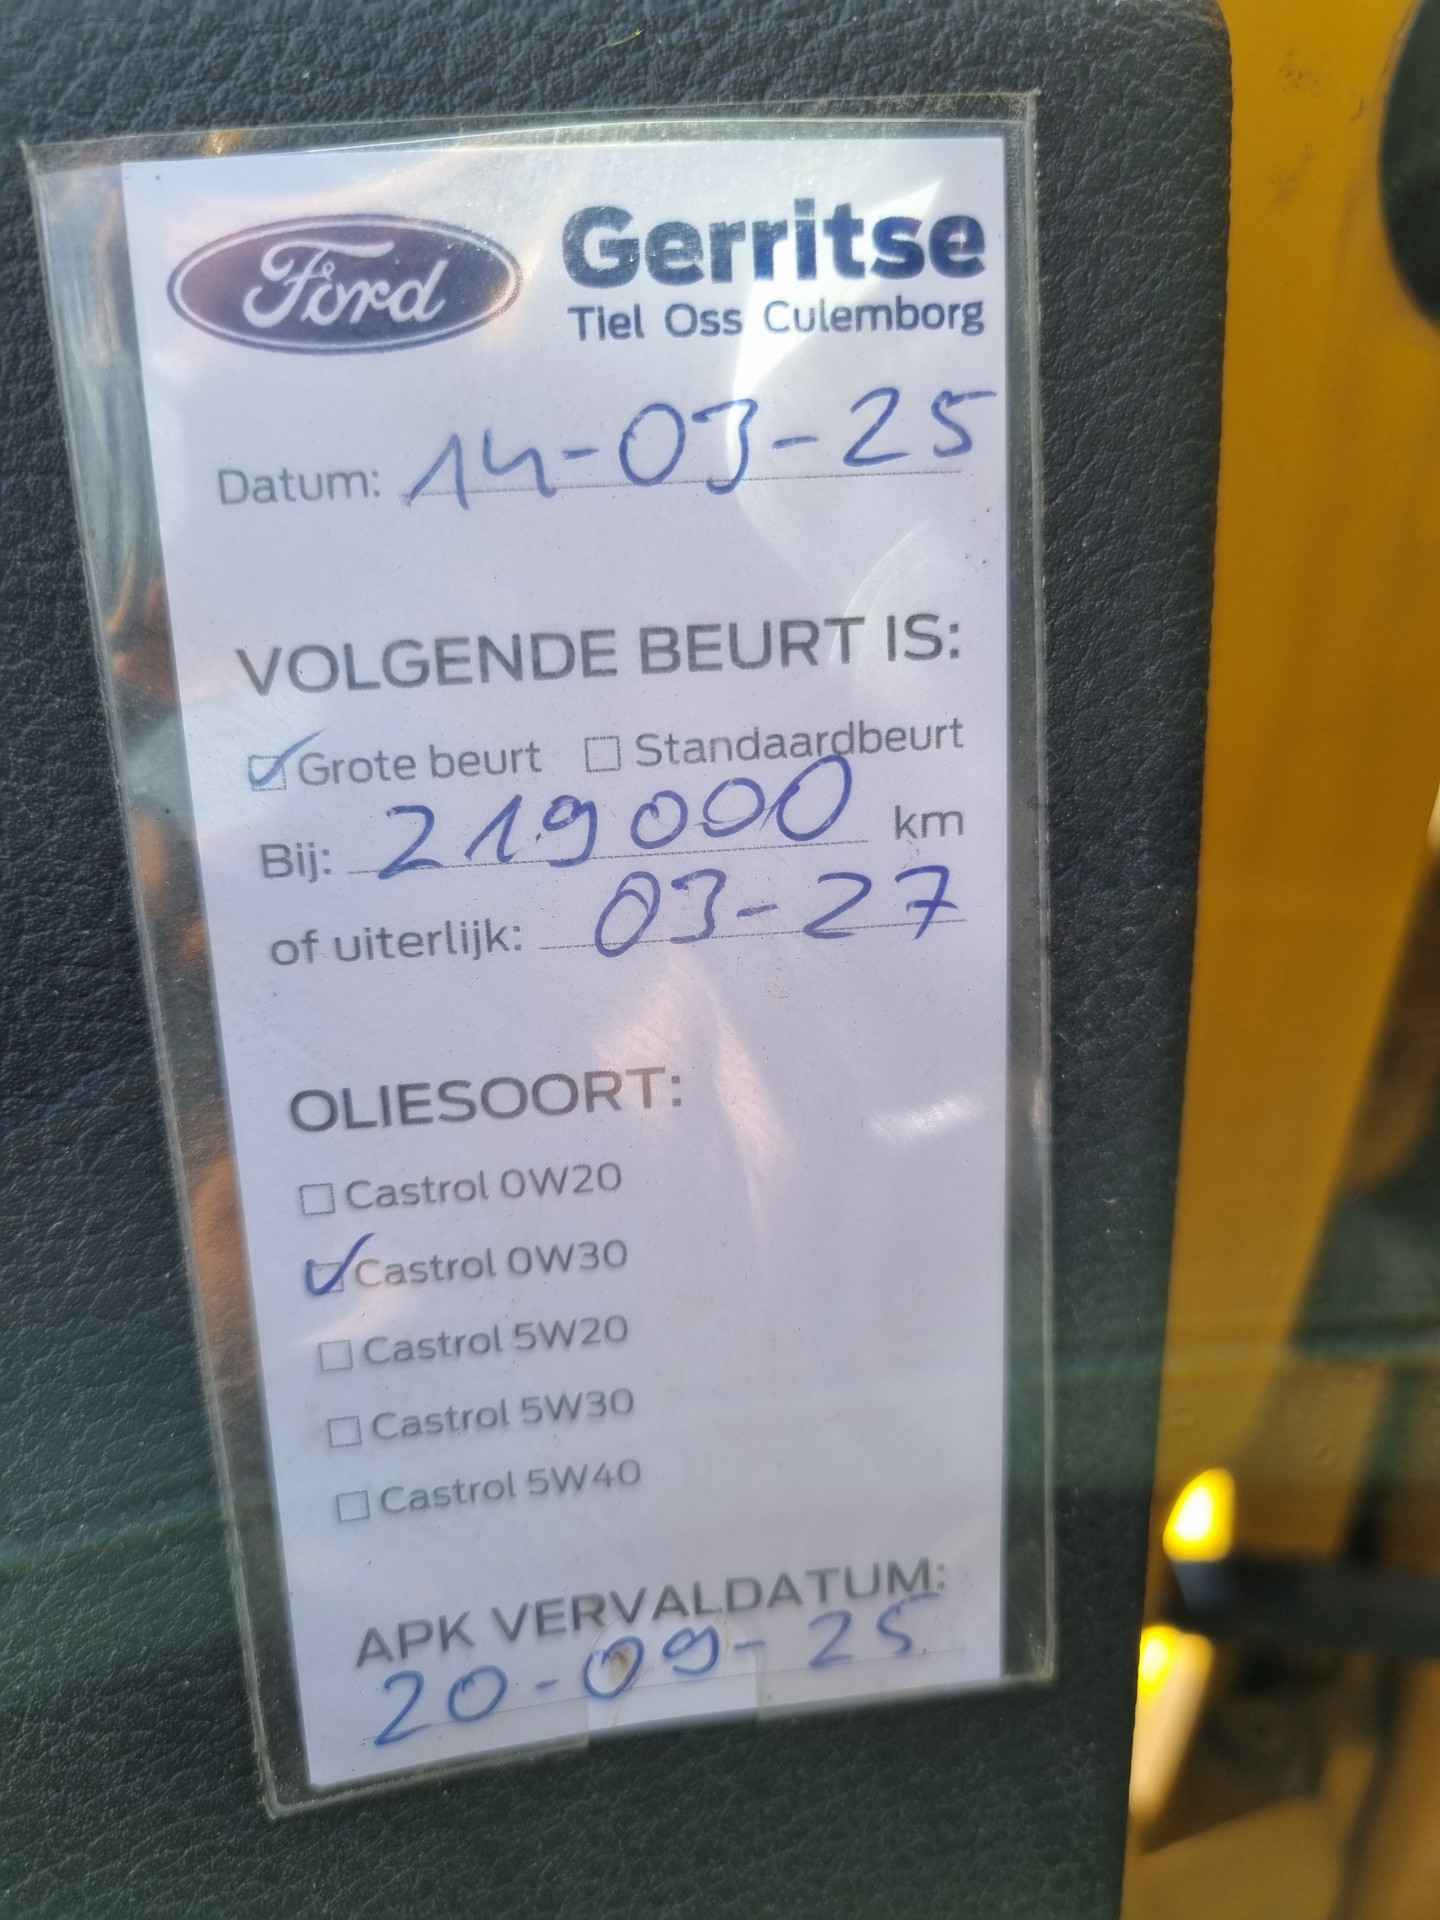 Ford Gerritse
Tiel Oss Culemborg
Datum: 14-03-25
VOLGENDE BEURT IS:
Grote beurt Standaardbeurt
Bij: 219000 km
of uiterlijk: 03-27
OLIESOORT:
Castrol 0W20
Castrol 0W30
Castrol 5W20
Castrol 5W30
Castrol 5W40
APK VERVALDATUM:
20-09-25